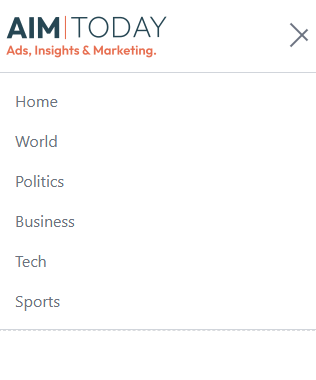 AIM|TODAY
Ads, Insights & Marketing.
Home
World
Politics
Business
Tech
Sports